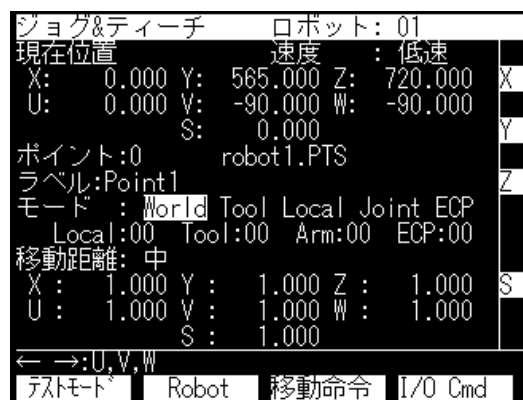 ジョグ&ティーチ ロボット: 01
現在位置 速度 : 低速
X: 0.000 Y: 565.000 Z: 720.000 X
U: 0.000 V: -90.000 W: -90.000
S: 0.000 Y
ポイント:0 robot1.PTS
ラベル:Point1 Z
モード : World Tool Local Joint ECP
Local:00 Tool:00 Arm:00 ECP:00
移動距離: 中
X : 1.000 Y : 1.000 Z : 1.000 S
U : 1.000 V : 1.000 W : 1.000
S : 1.000
← →:U,V,W
テストモード Robot 移動命令 I/O Cmd